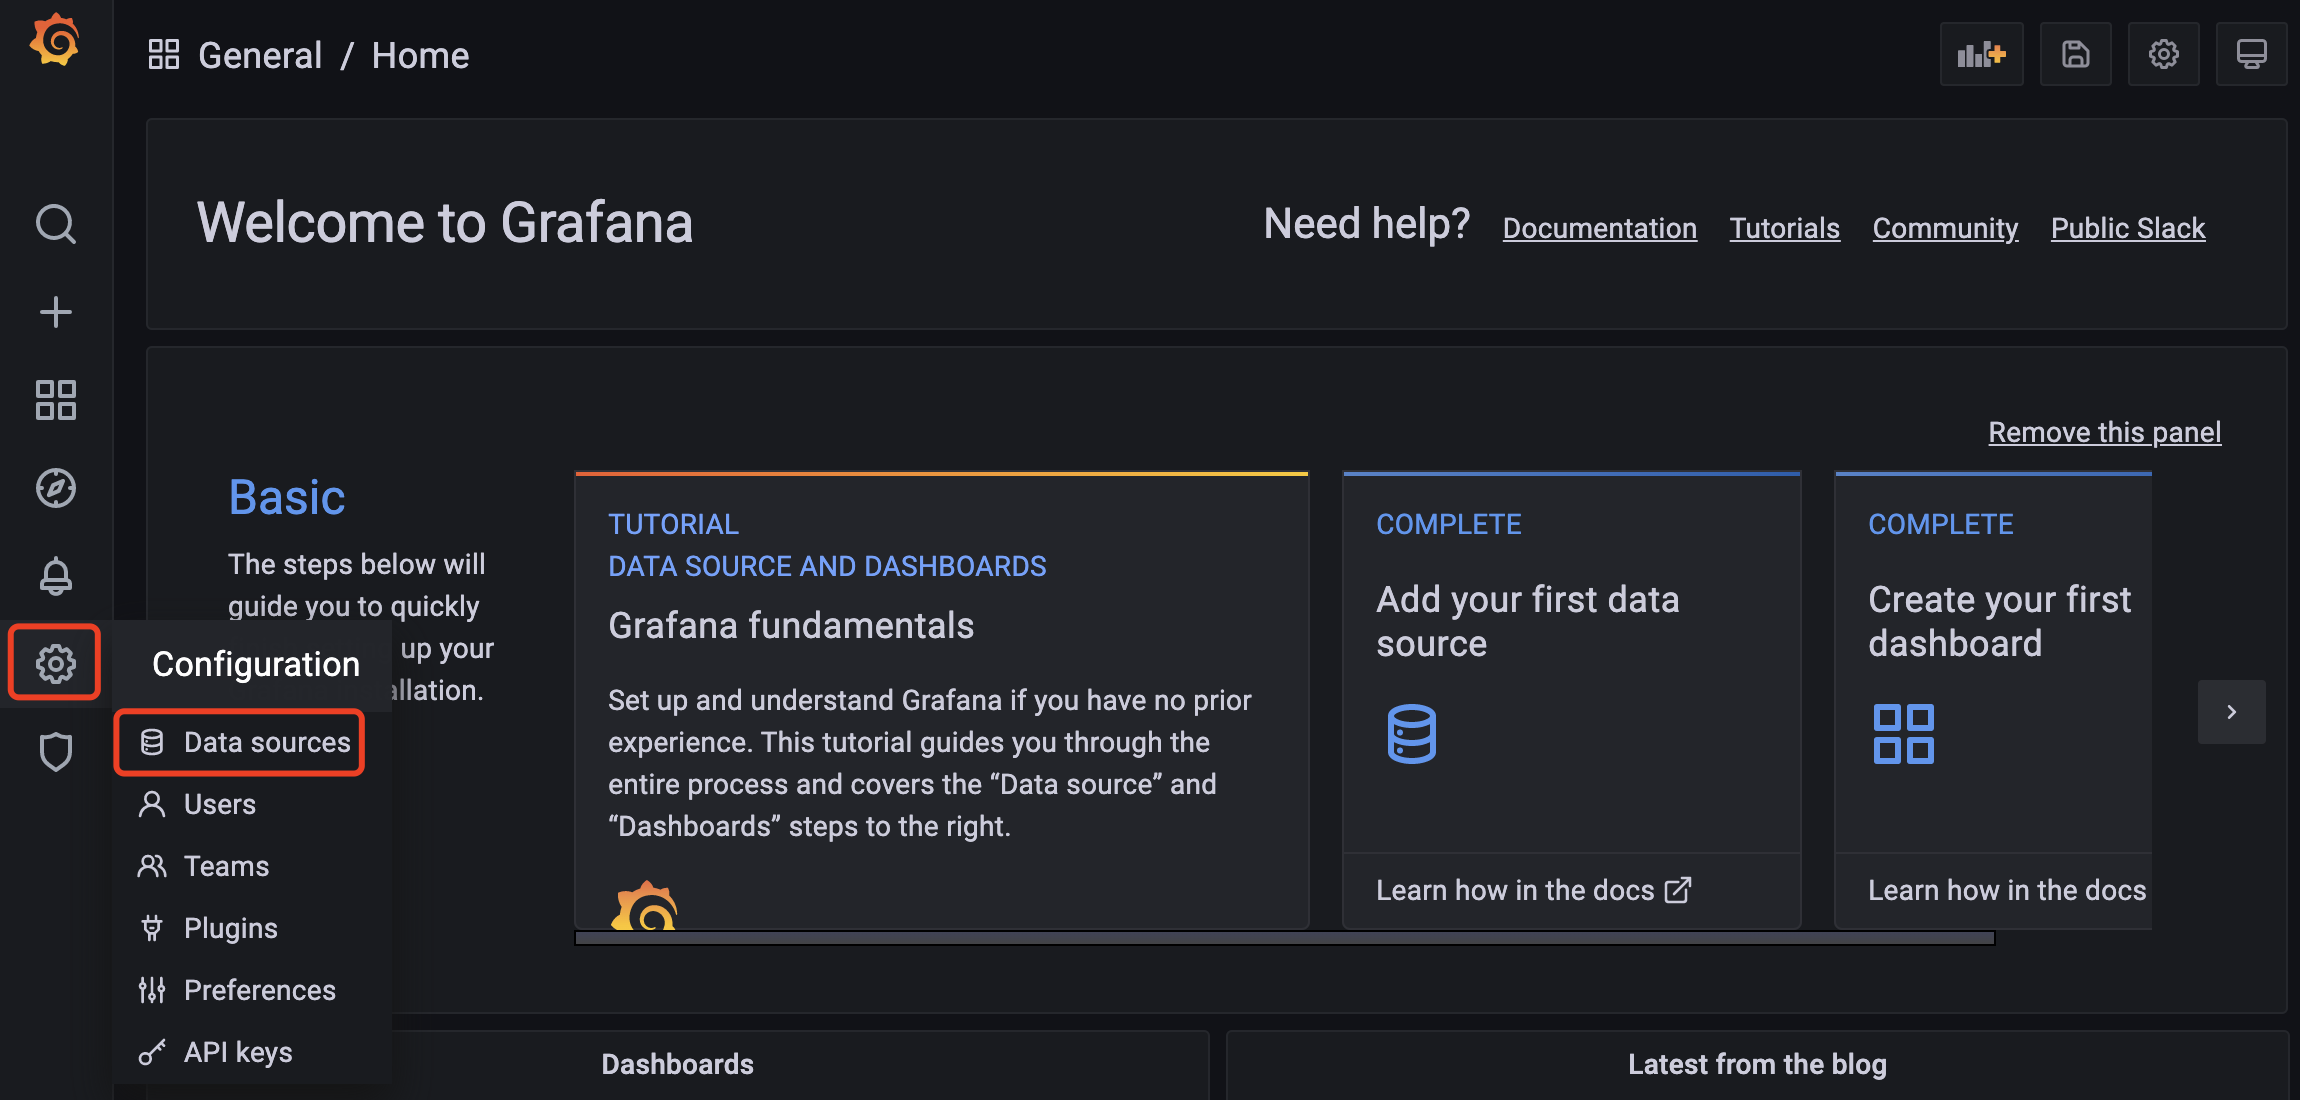 General / Home
Welcome to Grafana
Need help?
Documentation
Tutorials
Community
Public Slack
Remove this panel
Basic
The steps below will
guide you to quickly
up your
allation.
TUTORIAL
DATA SOURCE AND DASHBOARDS
Grafana fundamentals
Set up and understand Grafana if you have no prior
experience. This tutorial guides you through the
entire process and covers the “Data source” and
“Dashboards” steps to the right.
COMPLETE
Add your first data
source
Learn how in the docs
COMPLETE
Create your first
dashboard
Learn how in the docs
Configuration
Data sources
Users
Teams
Plugins
Preferences
API keys
Dashboards
Latest from the blog